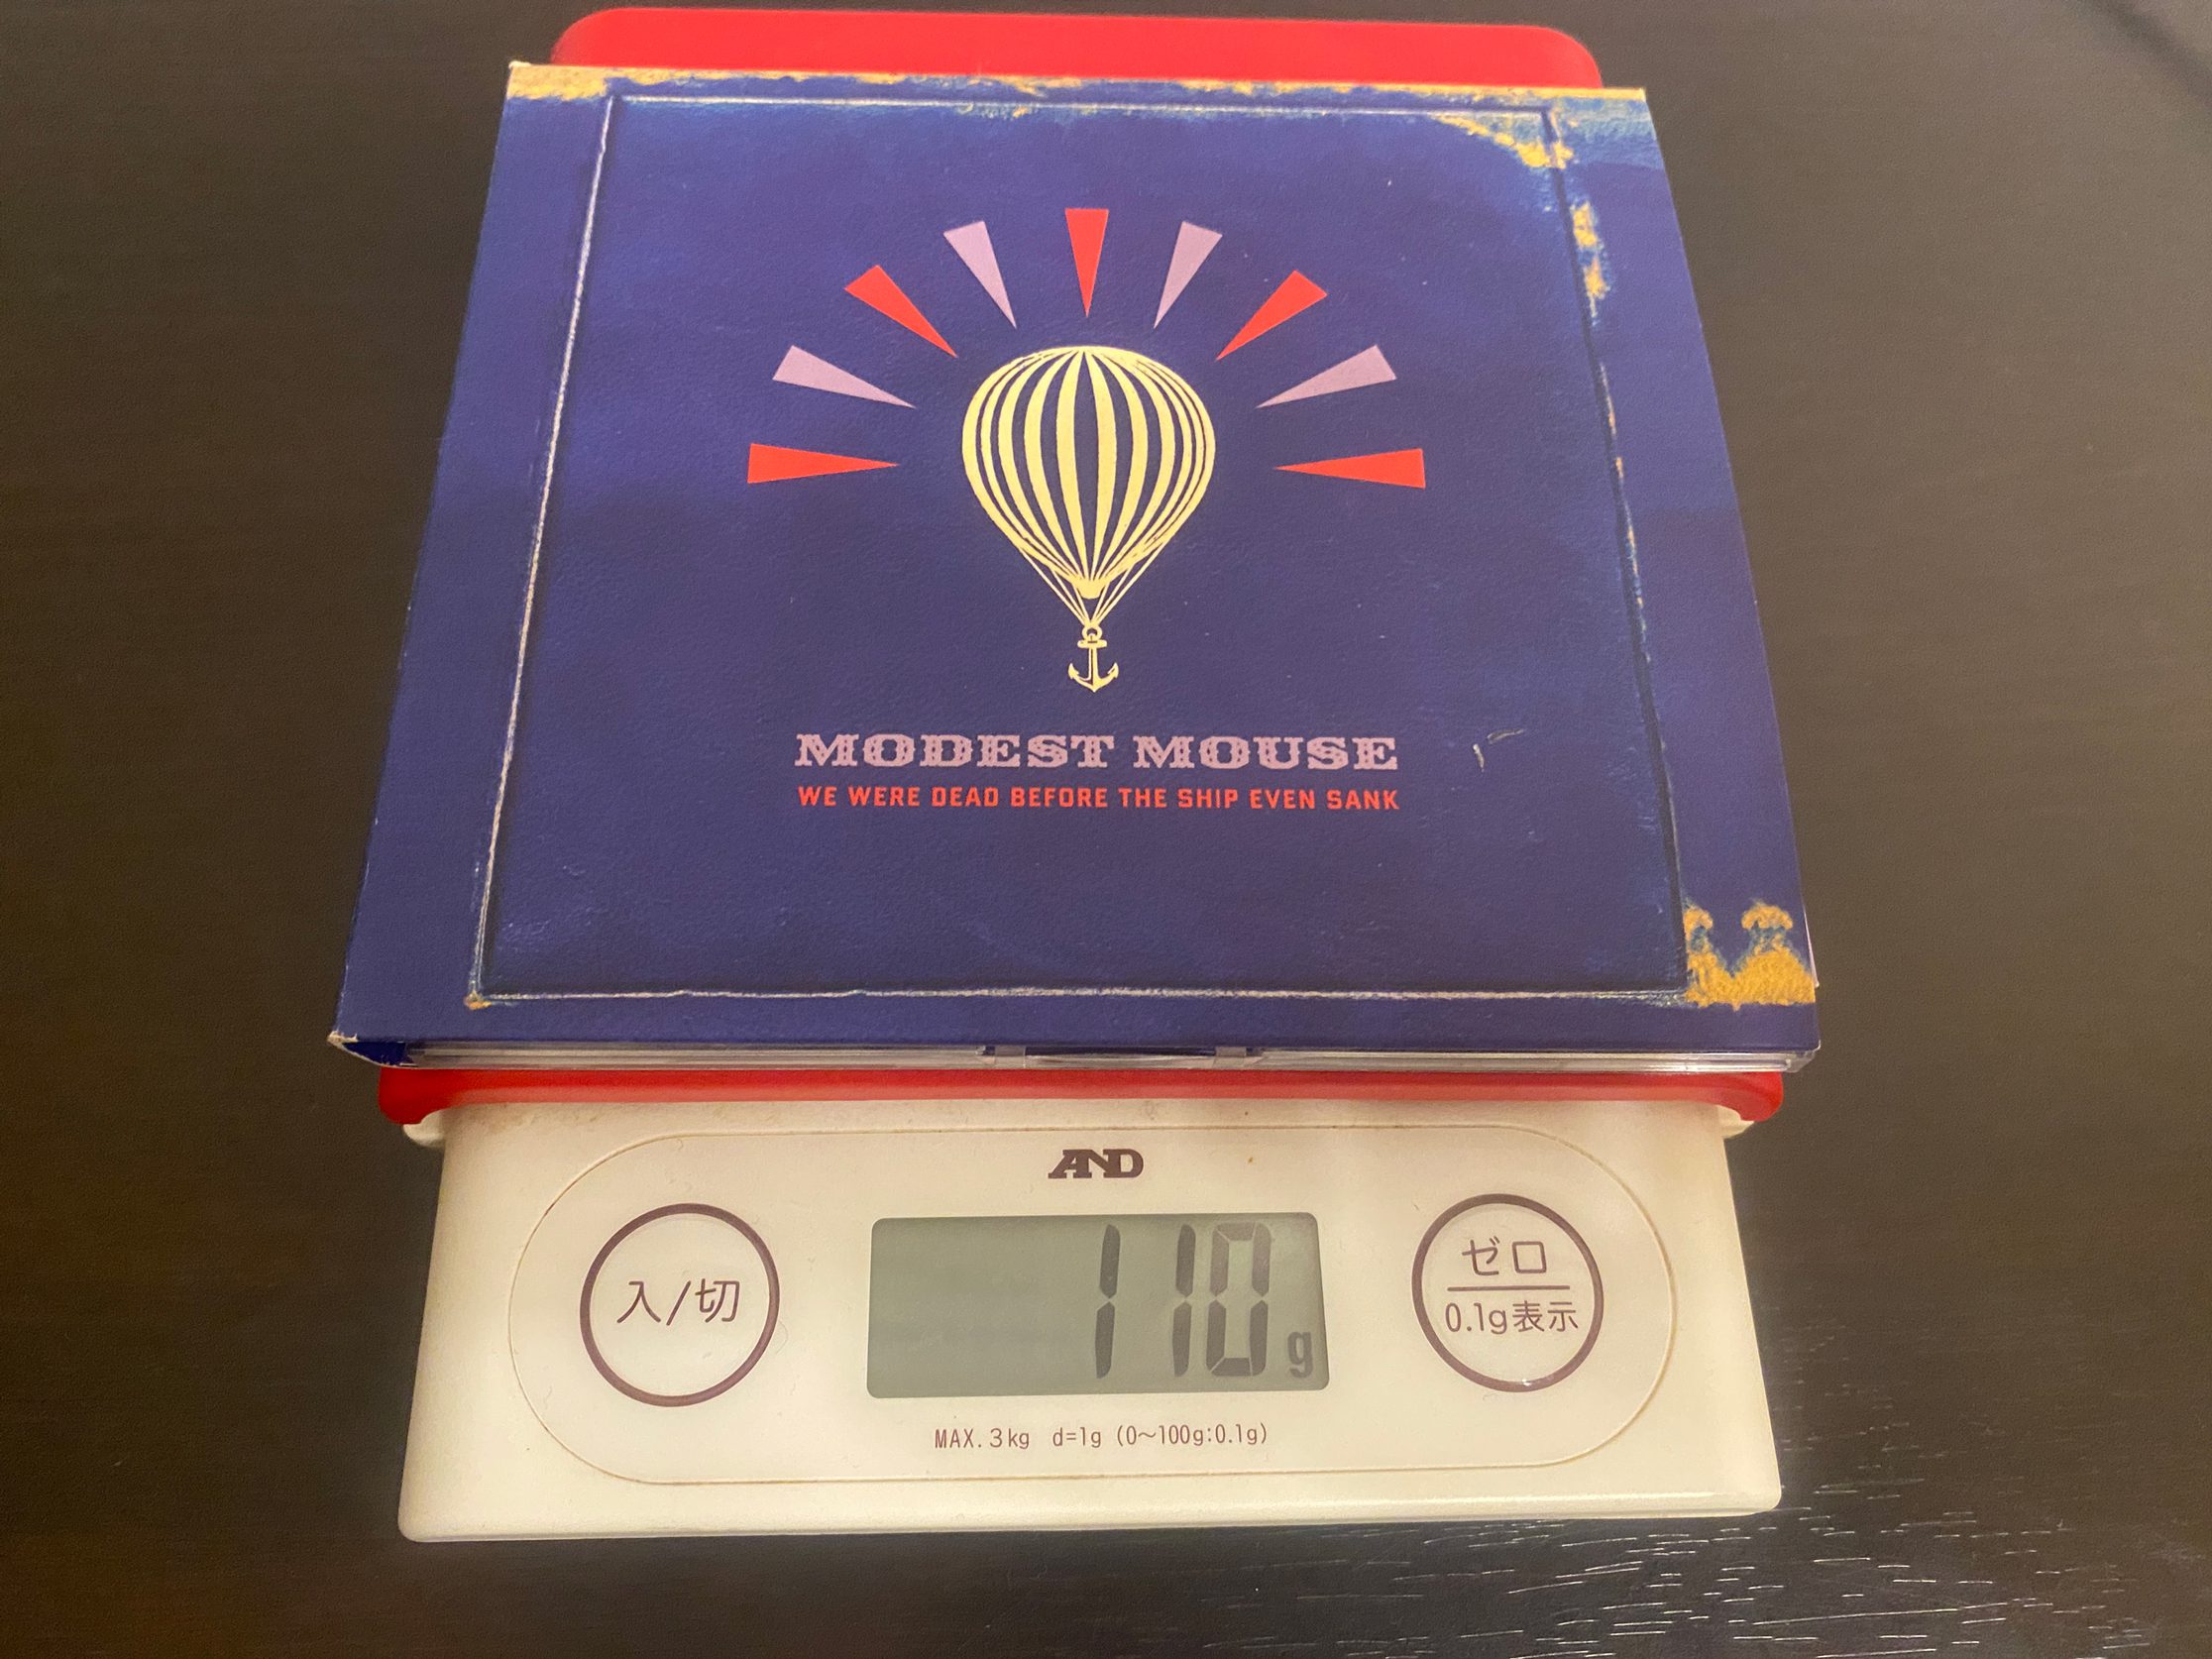 MODEST MOUSE
WE WERE DEAD BEFORE THE SHIP EVEN SANK
AND
入/切
110 g
ゼロ
0.1g表示
MAX. 3kg d=1g (0～100g:0.1g)